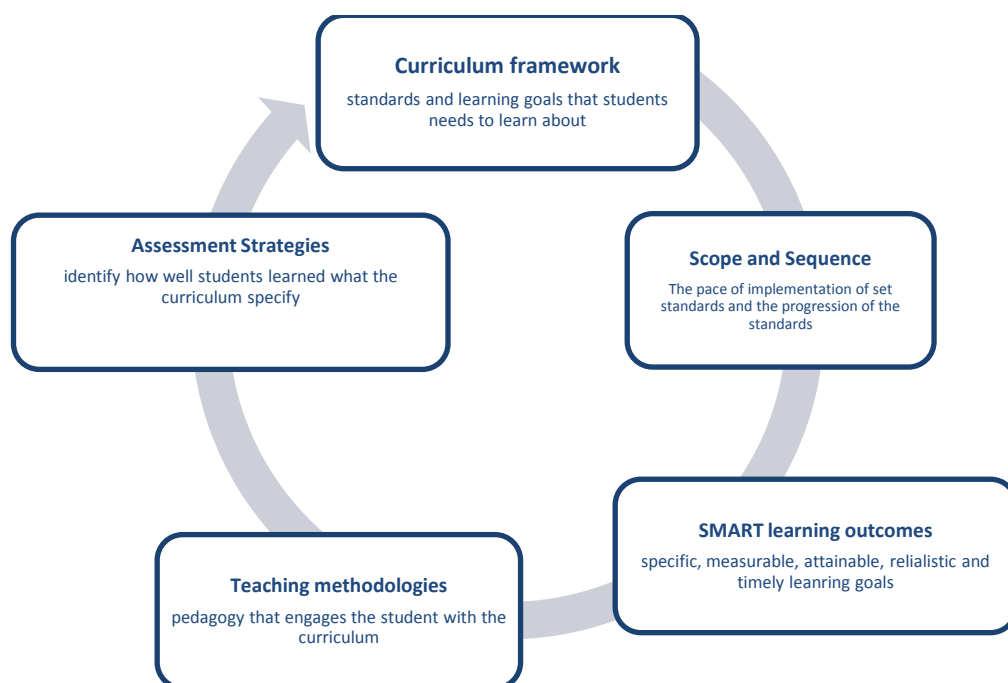 Curriculum framework
standards and learning goals that students
needs to learn about
Scope and Sequence
The pace of implementation of set
standards and the progression of the
standards
SMART learning outcomes
specific, measurable, attainable, relialistic and
timely leanring goals
Teaching methodologies
pedagogy that engages the student with the
curriculum
Assessment Strategies
identify how well students learned what the
curriculum specify